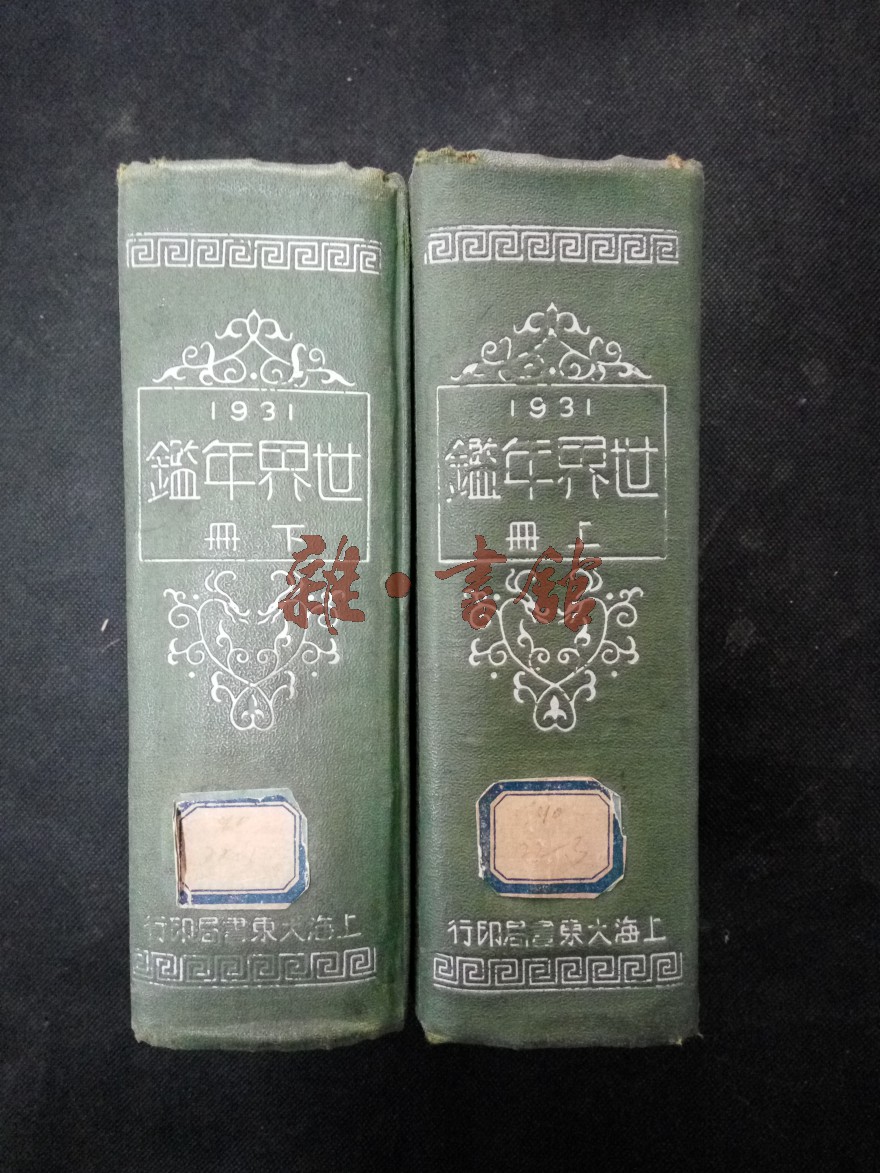 1931
世界年鑑
上冊
上海大東書局印行
1931
世界年鑑
下冊
上海大東書局印行
雜·書館